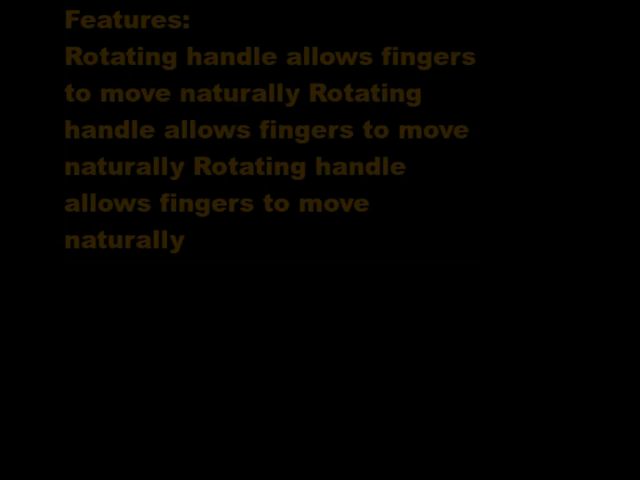 Features:
Rotating handle allows fingers
to move naturally Rotating
handle allows fingers to move
naturally Rotating handle
allows fingers to move
naturally